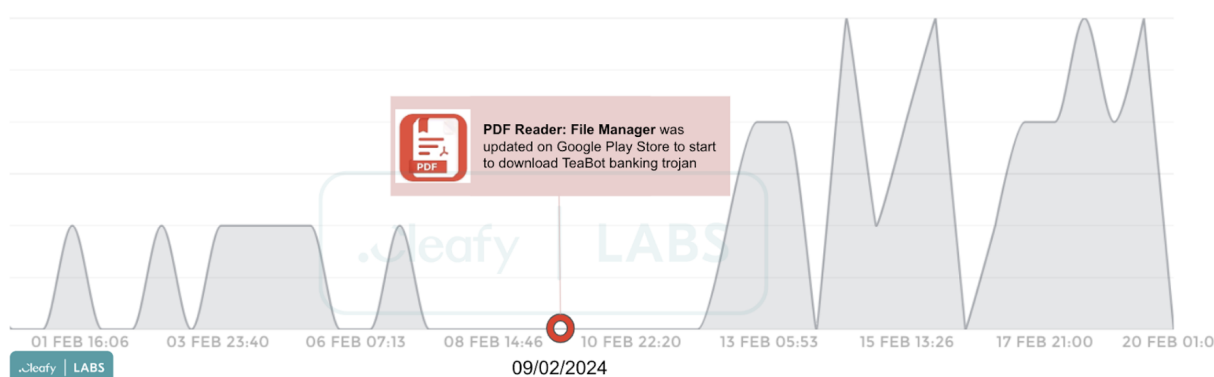 PDF Reader: File Manager was
updated on Google Play Store to start
to download TeaBot banking trojan
PDF
.:cleafy | LABS
01 FEB 16:06 03 FEB 23:40 06 FEB 07:13 08 FEB 14:46 10 FEB 22:20 13 FEB 05:53 15 FEB 13:26 17 FEB 21:00 20 FEB 01:0
09/02/2024
.:Cleafy | LABS